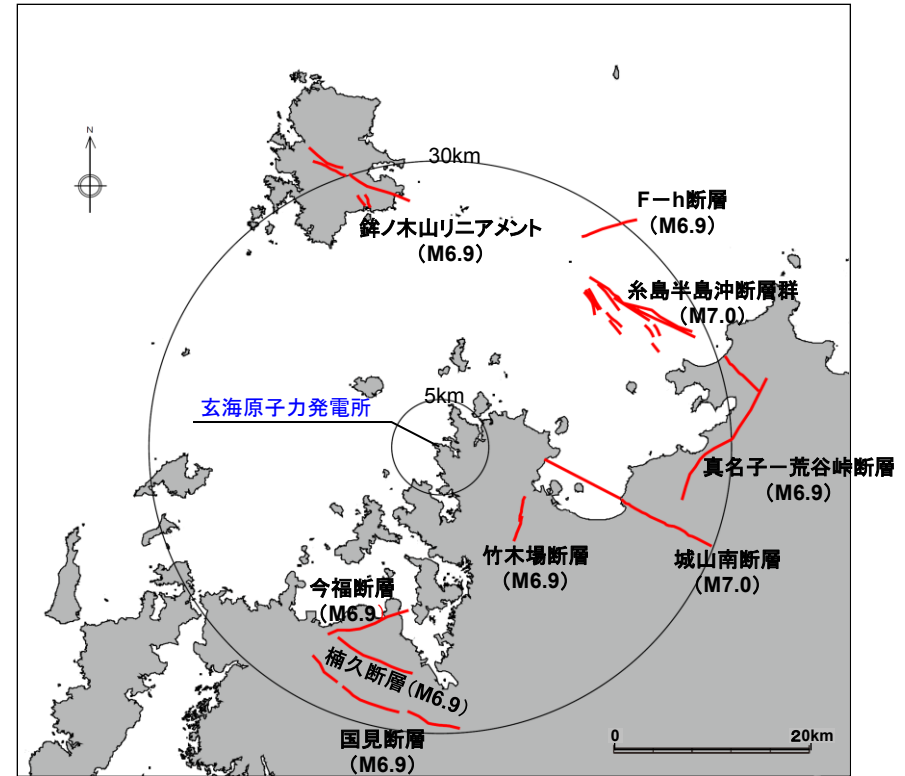 N
30km
F－h断層
（M6.9）
鉾ノ木山リニアメント
（M6.9）
糸島半島沖断層群
（M7.0）
5km
玄海原子力発電所
真名子－荒谷峠断層
（M6.9）
竹木場断層
（M6.9）
城山南断層
（M7.0）
今福断層
（M6.9）
楠久断層（M6.9）
国見断層
（M6.9）
0 20km